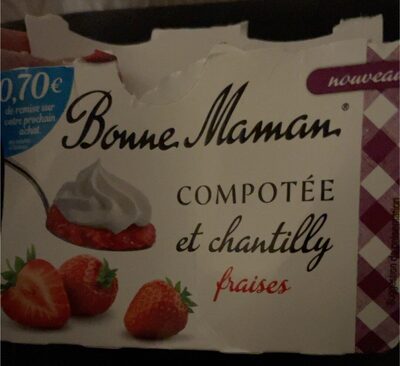 0,70€
de remise sur
votre prochain
achat
nouveau
Bonne Maman®
COMPOTÉE
et chantilly
fraises